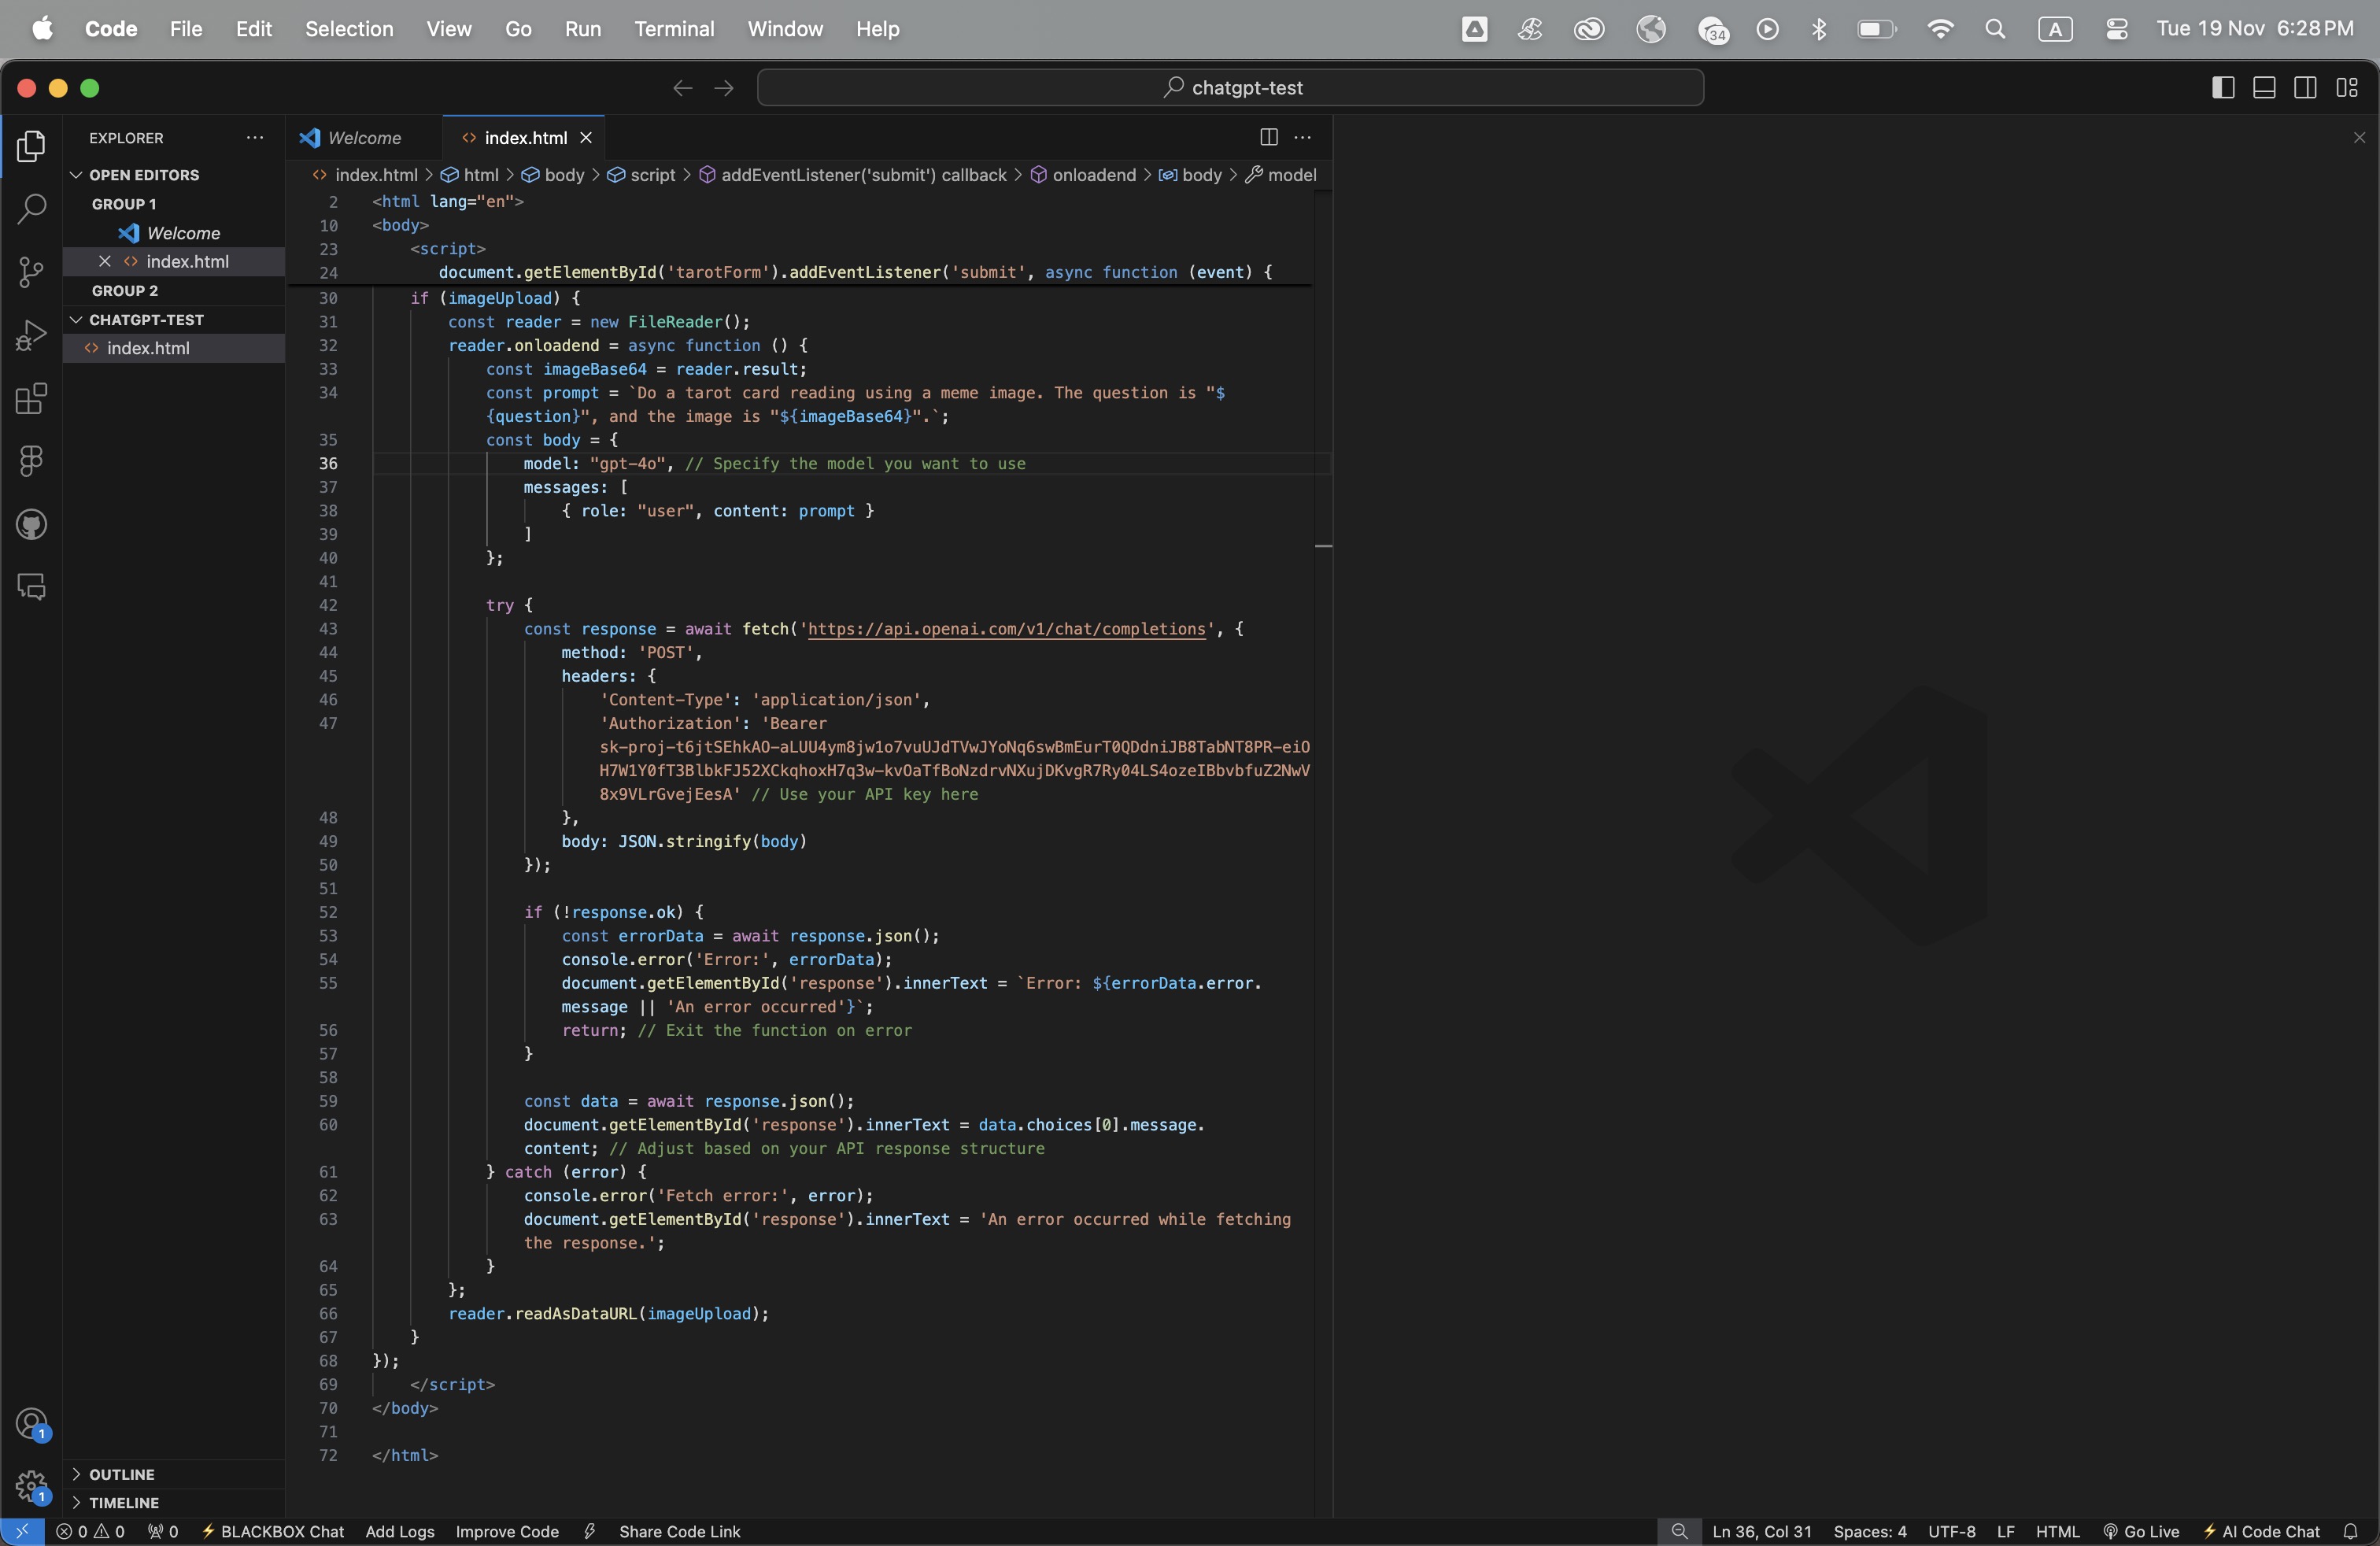 Code File Edit Selection View Go Run Terminal Window Help 34 A Tue 19 Nov 6:28 PM
chatgpt-test
EXPLORER
OPEN EDITORS
GROUP 1
Welcome
index.html
GROUP 2
CHATGPT-TEST
index.html
OUTLINE
TIMELINE
Welcome index.html
index.html > html > body > script > addEventListener('submit') callback > onloadend > body > model
2 <html lang="en">
10 <body>
23 <script>
24 document.getElementById('tarotForm').addEventListener('submit', async function (event) {
30 if (imageUpload) {
31 const reader = new FileReader();
32 reader.onloadend = async function () {
33 const imageBase64 = reader.result;
34 const prompt = `Do a tarot card reading using a meme image. The question is "$
{question}", and the image is "${imageBase64}".`;
35 const body = {
36 model: "gpt-4o", // Specify the model you want to use
37 messages: [
38 { role: "user", content: prompt }
39 ]
40 };
41
42 try {
43 const response = await fetch('https://api.openai.com/v1/chat/completions', {
44 method: 'POST',
45 headers: {
46 'Content-Type': 'application/json',
47 'Authorization': 'Bearer
// Use your API key here
48 },
49 body: JSON.stringify(body)
50 });
51
52 if (!response.ok) {
53 const errorData = await response.json();
54 console.error('Error:', errorData);
55 document.getElementById('response').innerText = `Error: ${errorData.error.
message || 'An error occurred'}`;
56 return; // Exit the function on error
57 }
58
59 const data = await response.json();
60 document.getElementById('response').innerText = data.choices[0].message.
content; // Adjust based on your API response structure
61 } catch (error) {
62 console.error('Fetch error:', error);
63 document.getElementById('response').innerText = 'An error occurred while fetching
the response.';
64 }
65 };
66 reader.readAsDataURL(imageUpload);
67 }
68 });
69 </script>
70 </body>
71
72 </html>
1
1
0 0 0 BLACKBOX Chat Add Logs Improve Code Share Code Link Ln 36, Col 31 Spaces: 4 UTF-8 LF HTML Go Live AI Code Chat